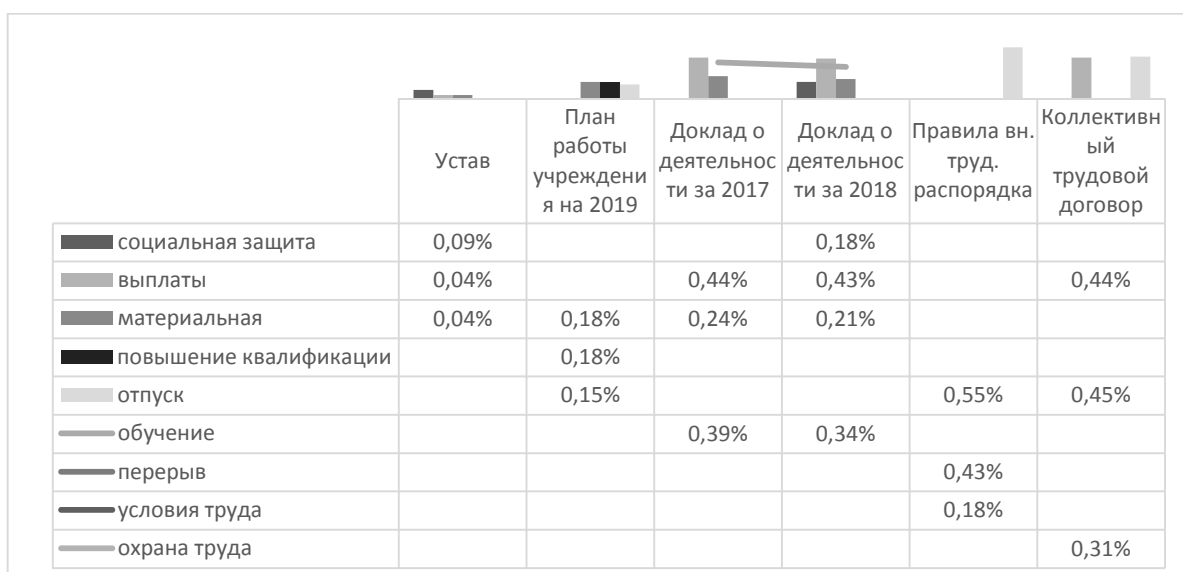 Устав
План
работы
учреждени
я на 2019
Доклад о
деятельнос
ти за 2017
Доклад о
деятельнос
ти за 2018
Правила вн.
труд.
распорядка
Коллективн
ый
трудовой
договор
социальная защита 0,09% 0,18%
выплаты 0,04% 0,44% 0,43% 0,44%
материальная 0,04% 0,18% 0,24% 0,21%
повышение квалификации 0,18%
отпуск 0,15% 0,55% 0,45%
обучение 0,39% 0,34%
перерыв 0,43%
условия труда 0,18%
охрана труда 0,31%